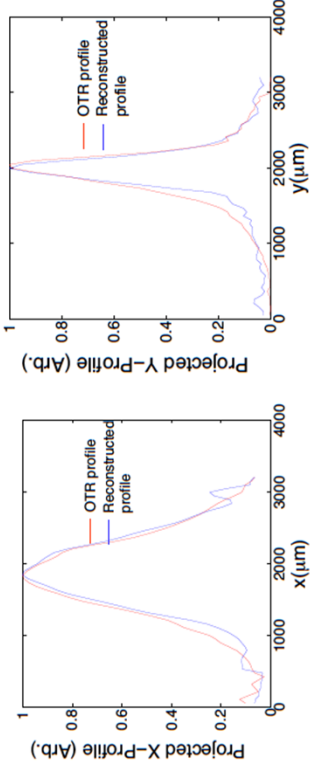 Projected X-Profile (Arb.)
1
0.8
0.6
0.4
0.2
0
OTR profile
Reconstructed
profile
0
1000
2000
3000
4000
x(μm)
Projected Y-Profile (Arb.)
1
0.8
0.6
0.4
0.2
0
OTR profile
Reconstructed
profile
0
1000
2000
3000
4000
y(μm)